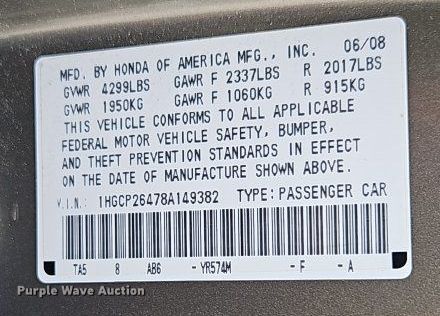 MFD. BY HONDA OF AMERICA MFG., INC. 06/08
GVWR 4299LBS GAWR F 2337LBS R 2017LBS
GVWR 1950KG GAWR F 1060KG R 915KG
THIS VEHICLE CONFORMS TO ALL APPLICABLE
FEDERAL MOTOR VEHICLE SAFETY, BUMPER,
AND THEFT PREVENTION STANDARDS IN EFFECT
ON THE DATE OF MANUFACTURE SHOWN ABOVE.
V.I.N.: 1HGCP26478A149382 TYPE: PASSENGER CAR
TA5 8 AB6 - YR574M - F - A
Purple Wave Auction